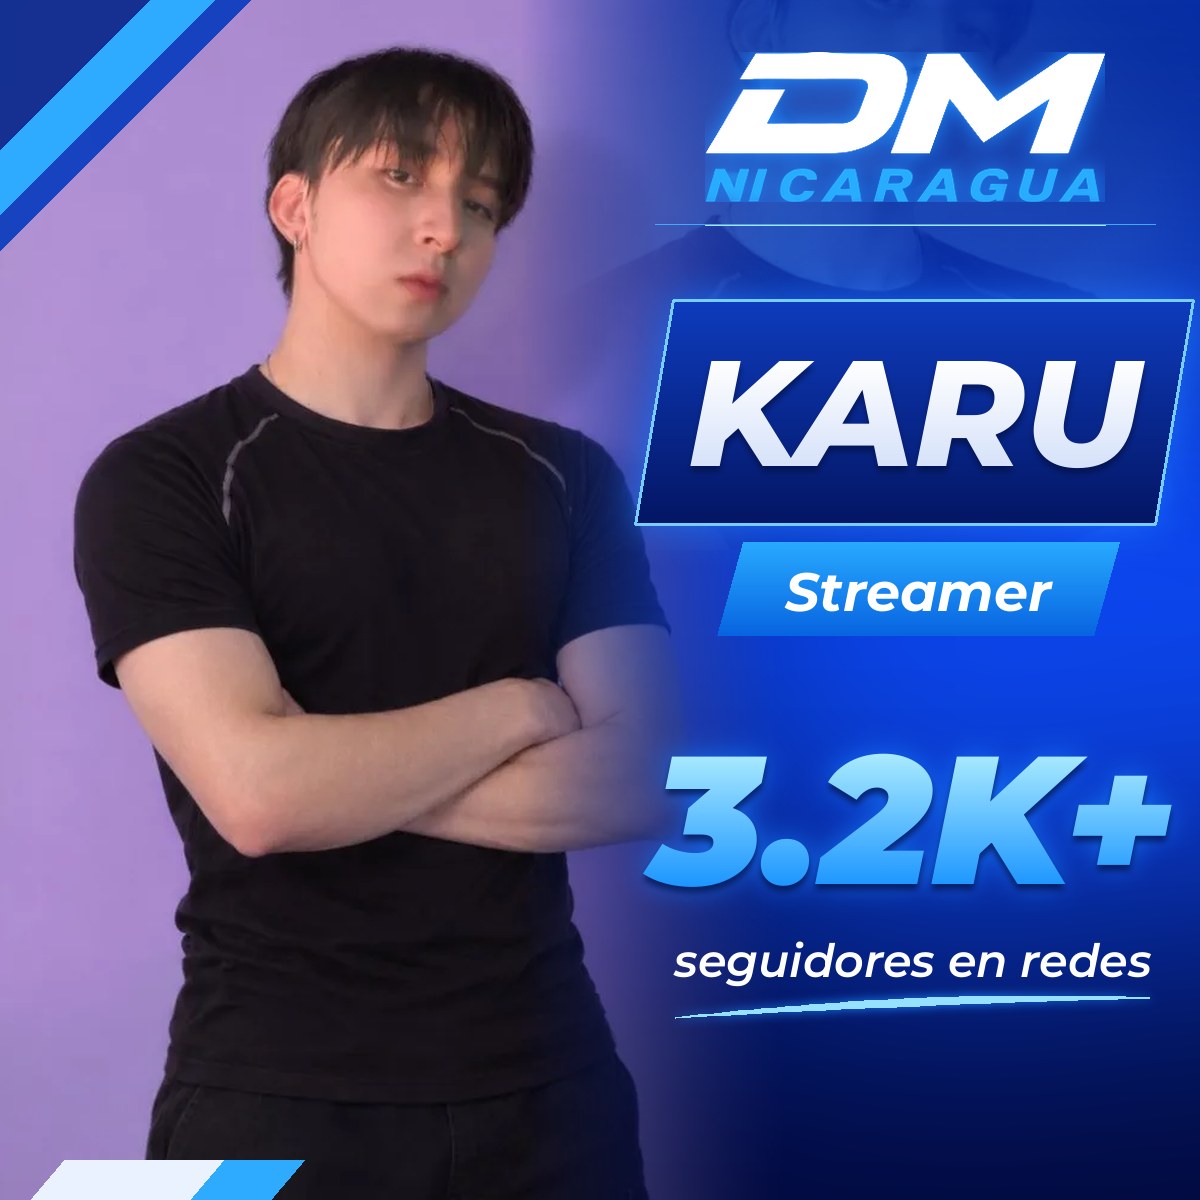 DM
NICARAGUA
KARU
Streamer
3.2K+
seguidores en redes